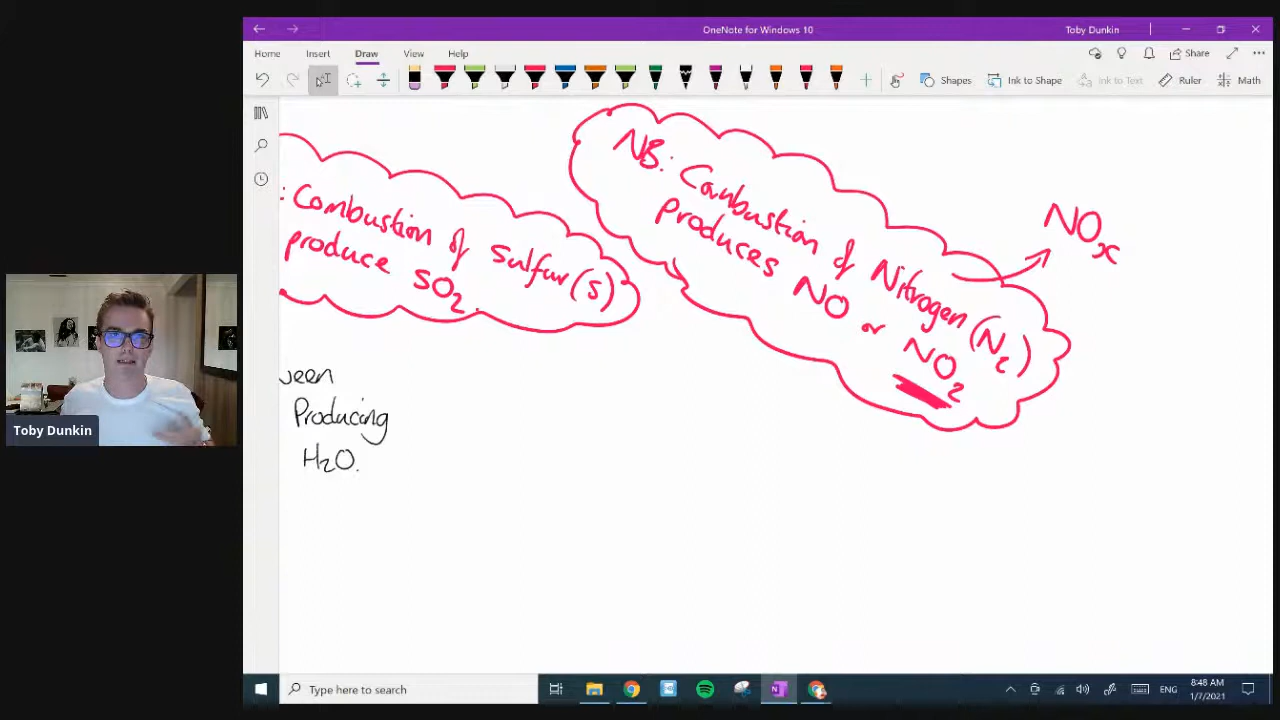 OneNote for Windows 10
Toby Dunkin
Home Insert Draw View Help
Share
Shapes Ink to Shape Ink to Text Ruler Math
: Combustion of sulfur (s)
produce SO2.
NB: Canbustion of Nitrogen (N2)
produces NO or NO2
NOx
veen
Producing
H2O.
Toby Dunkin
Type here to search
ENG
8:48 AM
1/7/2021